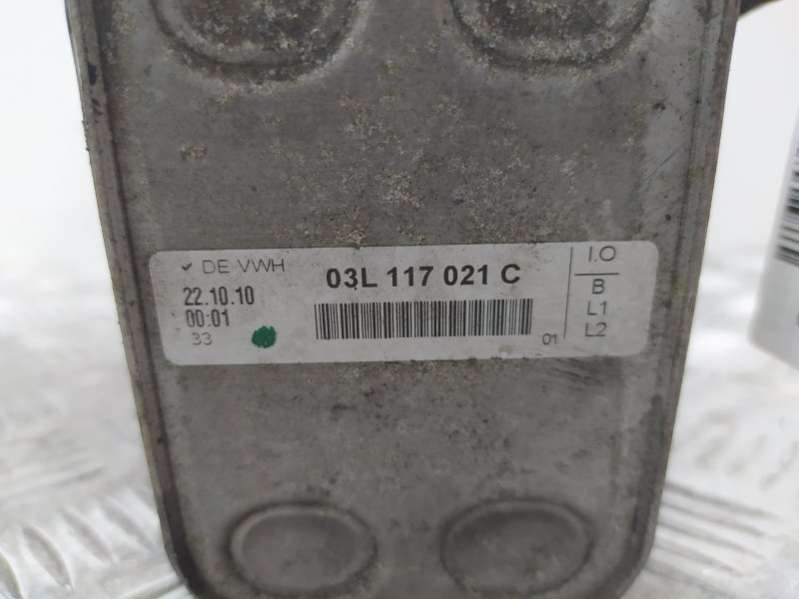 DE VWH
03L 117 021 C
22.10.10
00:01
33
01
I.O
B
L1
L2